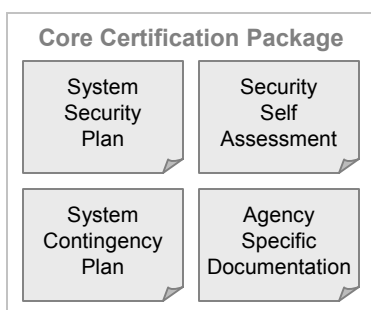 Core Certification Package
System
Security
Plan
Security
Self
Assessment
System
Contingency
Plan
Agency
Specific
Documentation